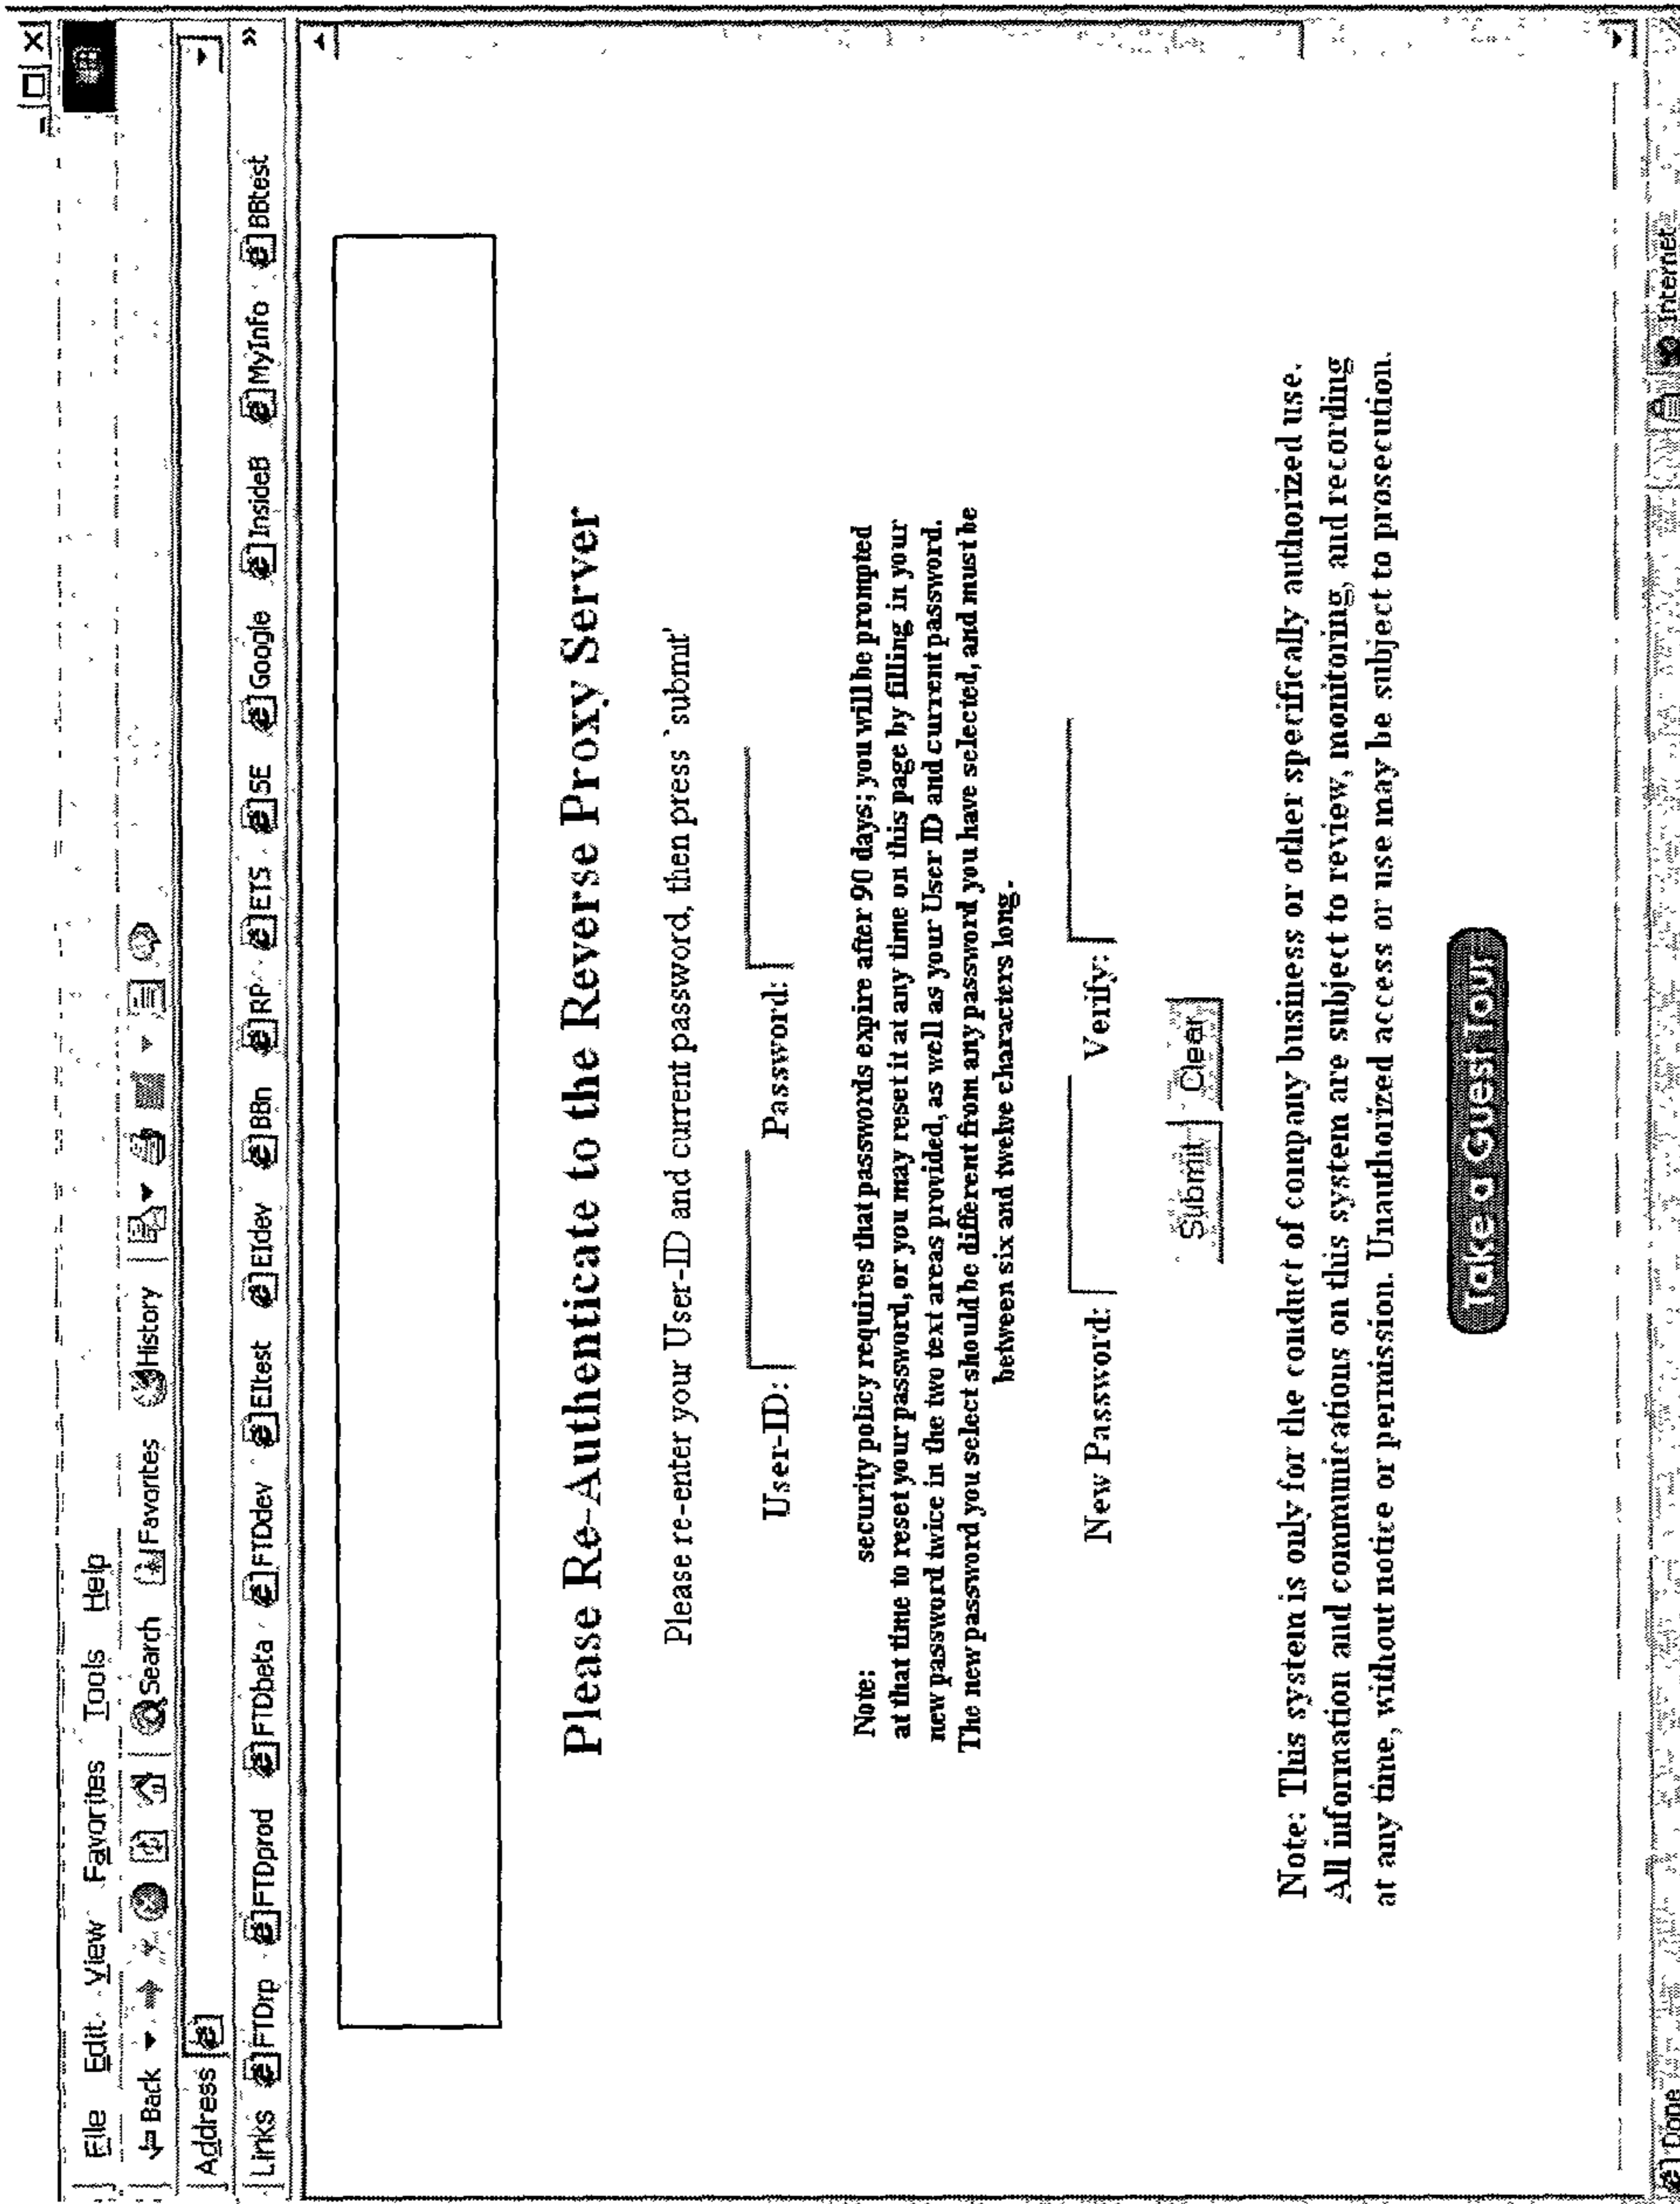 File Edit View Favorites Tools Help
Back Search Favorites History
Address
Links FTDrp FTDprod FTDbeta FTDdev EItest EIdev BBn RP ETS SE Google InsideB MyInfo BBtest
Please Re-Authenticate to the Reverse Proxy Server
Please re-enter your User-ID and current password, then press `submit'
User-ID: Password:
Note: security policy requires that passwords expire after 90 days; you will be prompted
at that time to reset your password, or you may reset it at any time on this page by filling in your
new password twice in the two text areas provided, as well as your User ID and current password.
The new password you select should be different from any password you have selected, and must be
between six and twelve characters long.
New Password: Verify:
Submit Clear
Note: This system is only for the conduct of company business or other specifically authorized use.
All information and communications on this system are subject to review, monitoring, and recording
at any time, without notice or permission. Unauthorized access or use may be subject to prosecution.
Take a Guest Tour
Done Internet